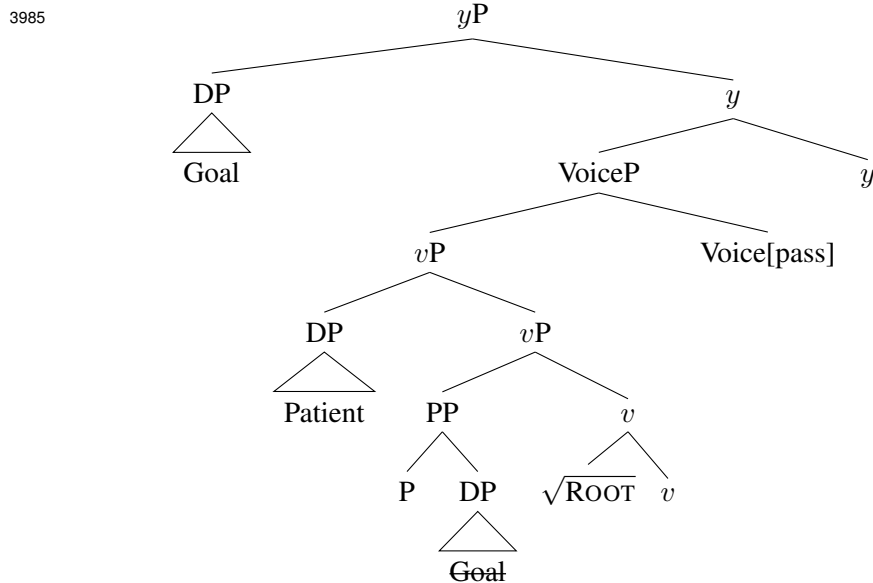 3985
yP
DP y
Goal VoiceP y
vP Voice[pass]
DP vP
Patient PP v
P DP √ROOT v
Goal